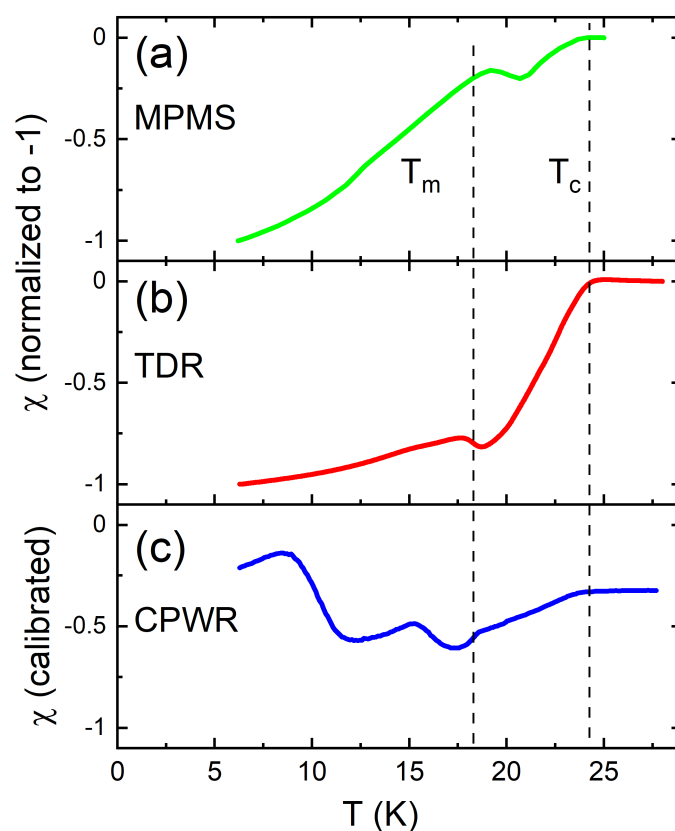 (a)
MPMS
T_m
T_c
0
-0.5
-1
(b)
TDR
0
-0.5
-1
(c)
CPWR
0
-0.5
-1
χ (normalized to -1)
χ (calibrated)
0 5 10 15 20 25
T (K)